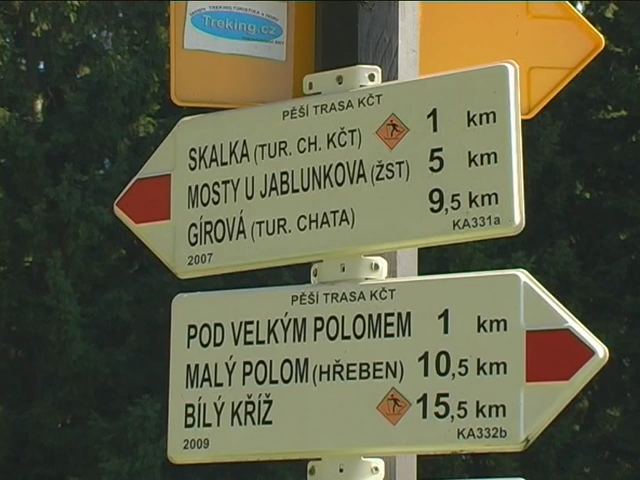 Treking.cz
PĚŠÍ TRASA KČT
SKALKA (TUR. CH. KČT) 1 km
MOSTY U JABLUNKOVA (ŽST) 5 km
GÍROVÁ (TUR. CHATA) 9,5 km
2007 KA331a
PĚŠÍ TRASA KČT
POD VELKÝM POLOMEM 1 km
MALÝ POLOM (HŘEBEN) 10,5 km
BÍLÝ KŘÍŽ 15,5 km
2009 KA332b